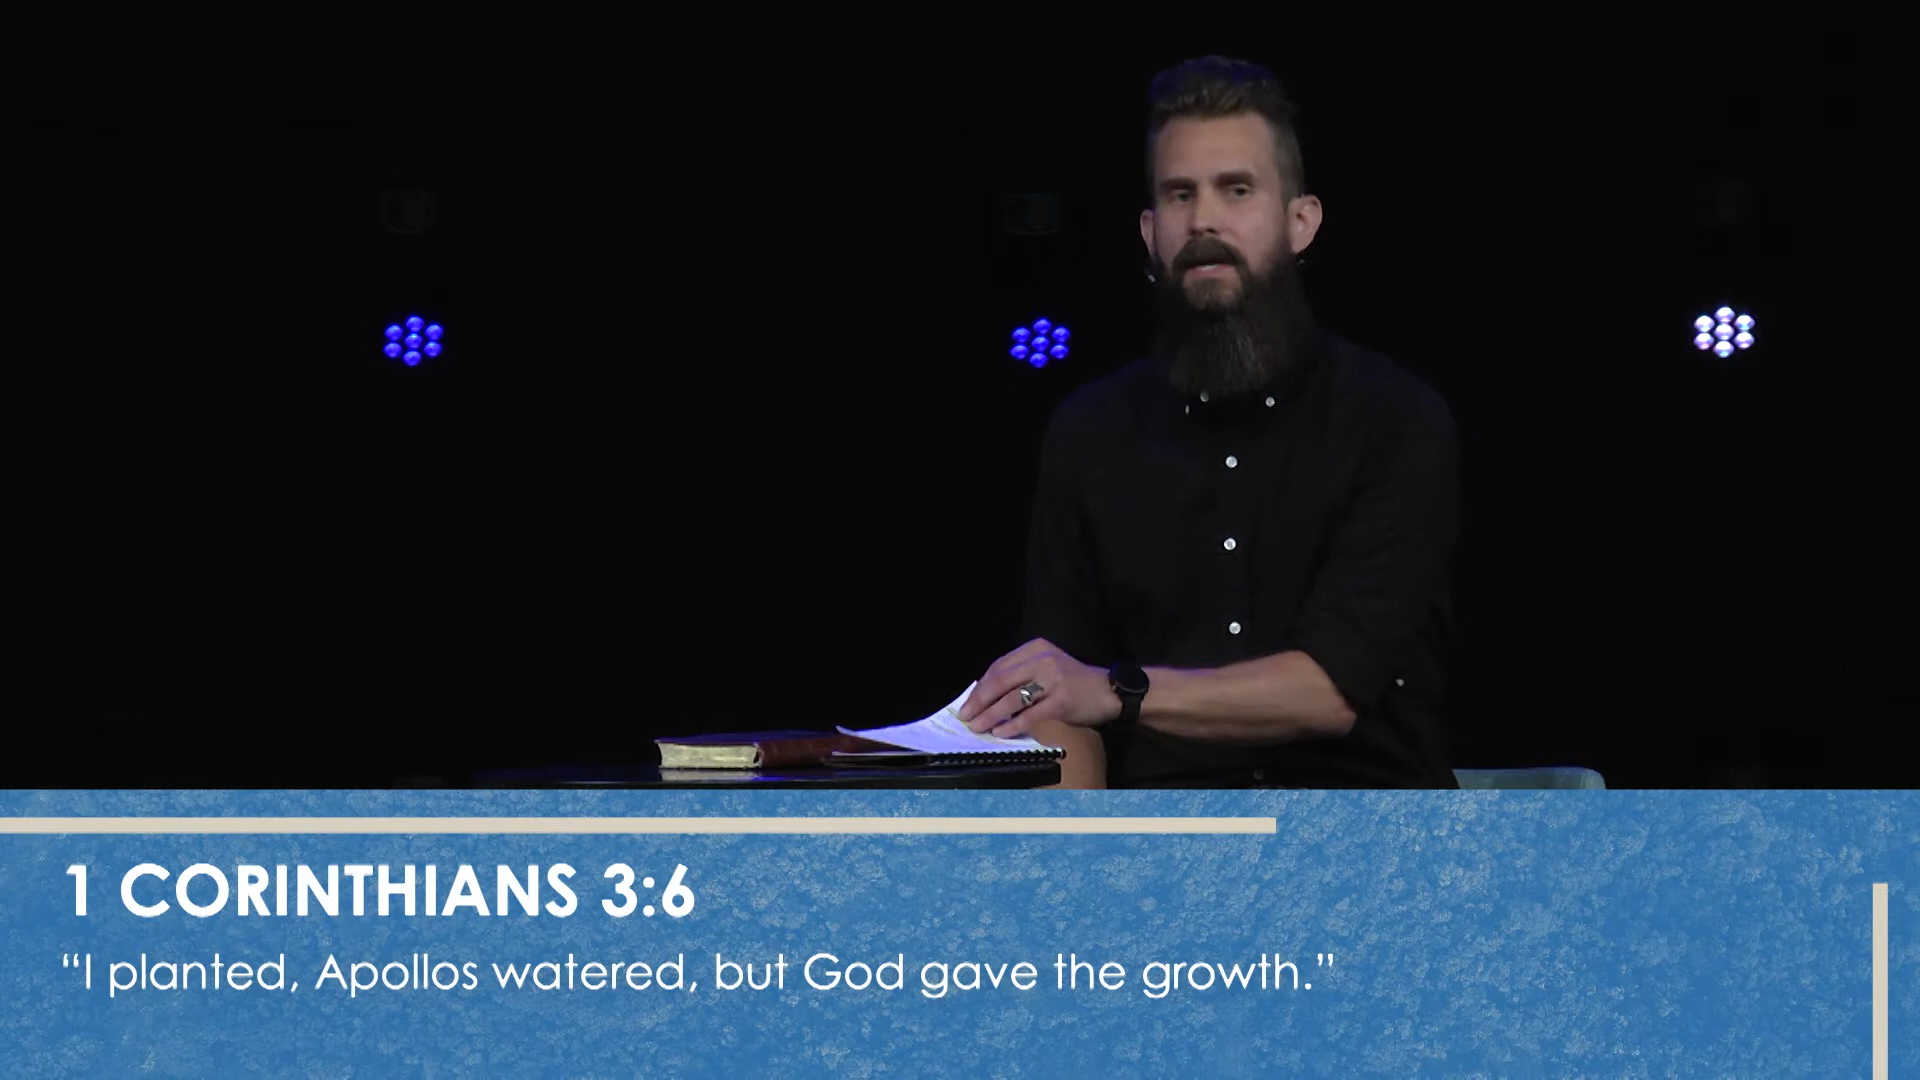 1 CORINTHIANS 3:6
“I planted, Apollos watered, but God gave the growth.”